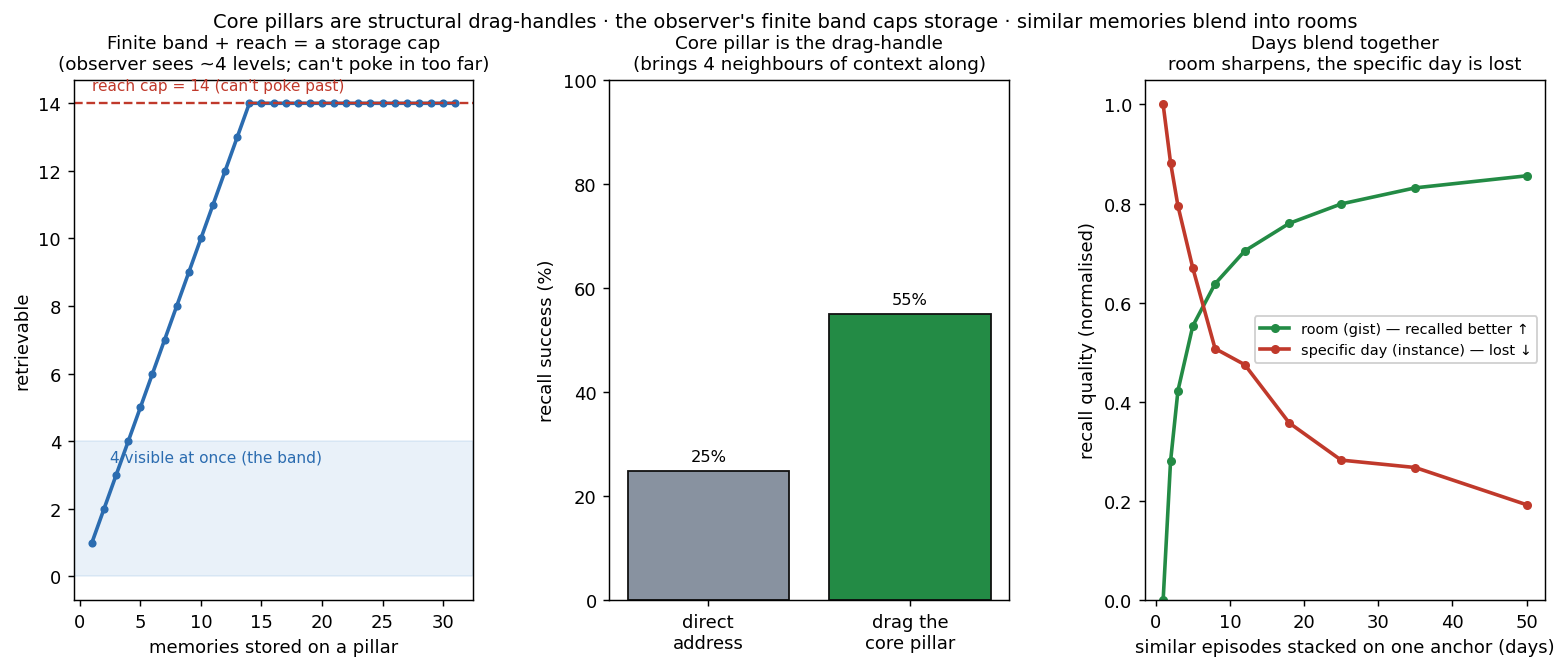 Core pillars are structural drag-handles · the observer's finite band caps storage · similar memories blend into rooms
Finite band + reach = a storage cap
(observer sees ~4 levels; can't poke in too far)
reach cap = 14 (can't poke past)
14
12
10
8
6
4
2
0
retrievable
4 visible at once (the band)
0 5 10 15 20 25 30
memories stored on a pillar
Core pillar is the drag-handle
(brings 4 neighbours of context along)
100
80
60
40
20
0
recall success (%)
25%
55%
direct
address
drag the
core pillar
Days blend together
room sharpens, the specific day is lost
1.0
0.8
0.6
0.4
0.2
0.0
recall quality (normalised)
room (gist) — recalled better ↑
specific day (instance) — lost ↓
0 10 20 30 40 50
similar episodes stacked on one anchor (days)